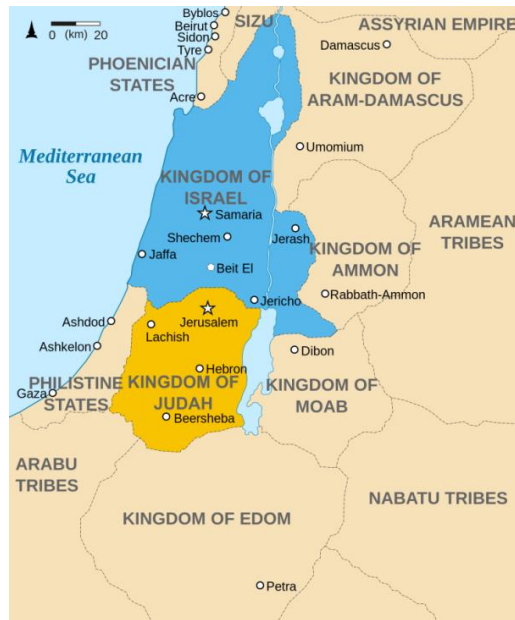 Byblos
Beirut
Sidon
Tyre
SIZU
ASSYRIAN EMPIRE
Damascus
0 20
(km)
PHOENICIAN
STATES
KINGDOM OF
ARAM-DAMASCUS
Acre
Umomium
Mediterranean
Sea
KINGDOM OF
ISRAEL
Samaria
Shechem
Jerash
ARAMEAN
TRIBES
Jaffa
Beit El
KINGDOM OF
AMMON
Jericho
Rabbath-Ammon
Ashdod
Jerusalem
Lachish
Ashkelon
Dibon
Hebron
Gaza
PHILISTINE
STATES
KINGDOM OF
JUDAH
KINGDOM OF
MOAB
Beersheba
ARABU
TRIBES
NABATU TRIBES
KINGDOM OF EDOM
Petra